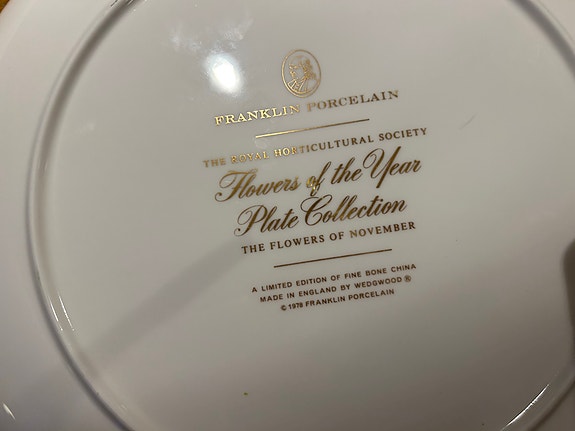 FRANKLIN PORCELAIN
THE ROYAL HORTICULTURAL SOCIETY
Flowers of the Year
Plate Collection
THE FLOWERS OF NOVEMBER
A LIMITED EDITION OF FINE BONE CHINA
MADE IN ENGLAND BY WEDGWOOD ®
© 1978 FRANKLIN PORCELAIN